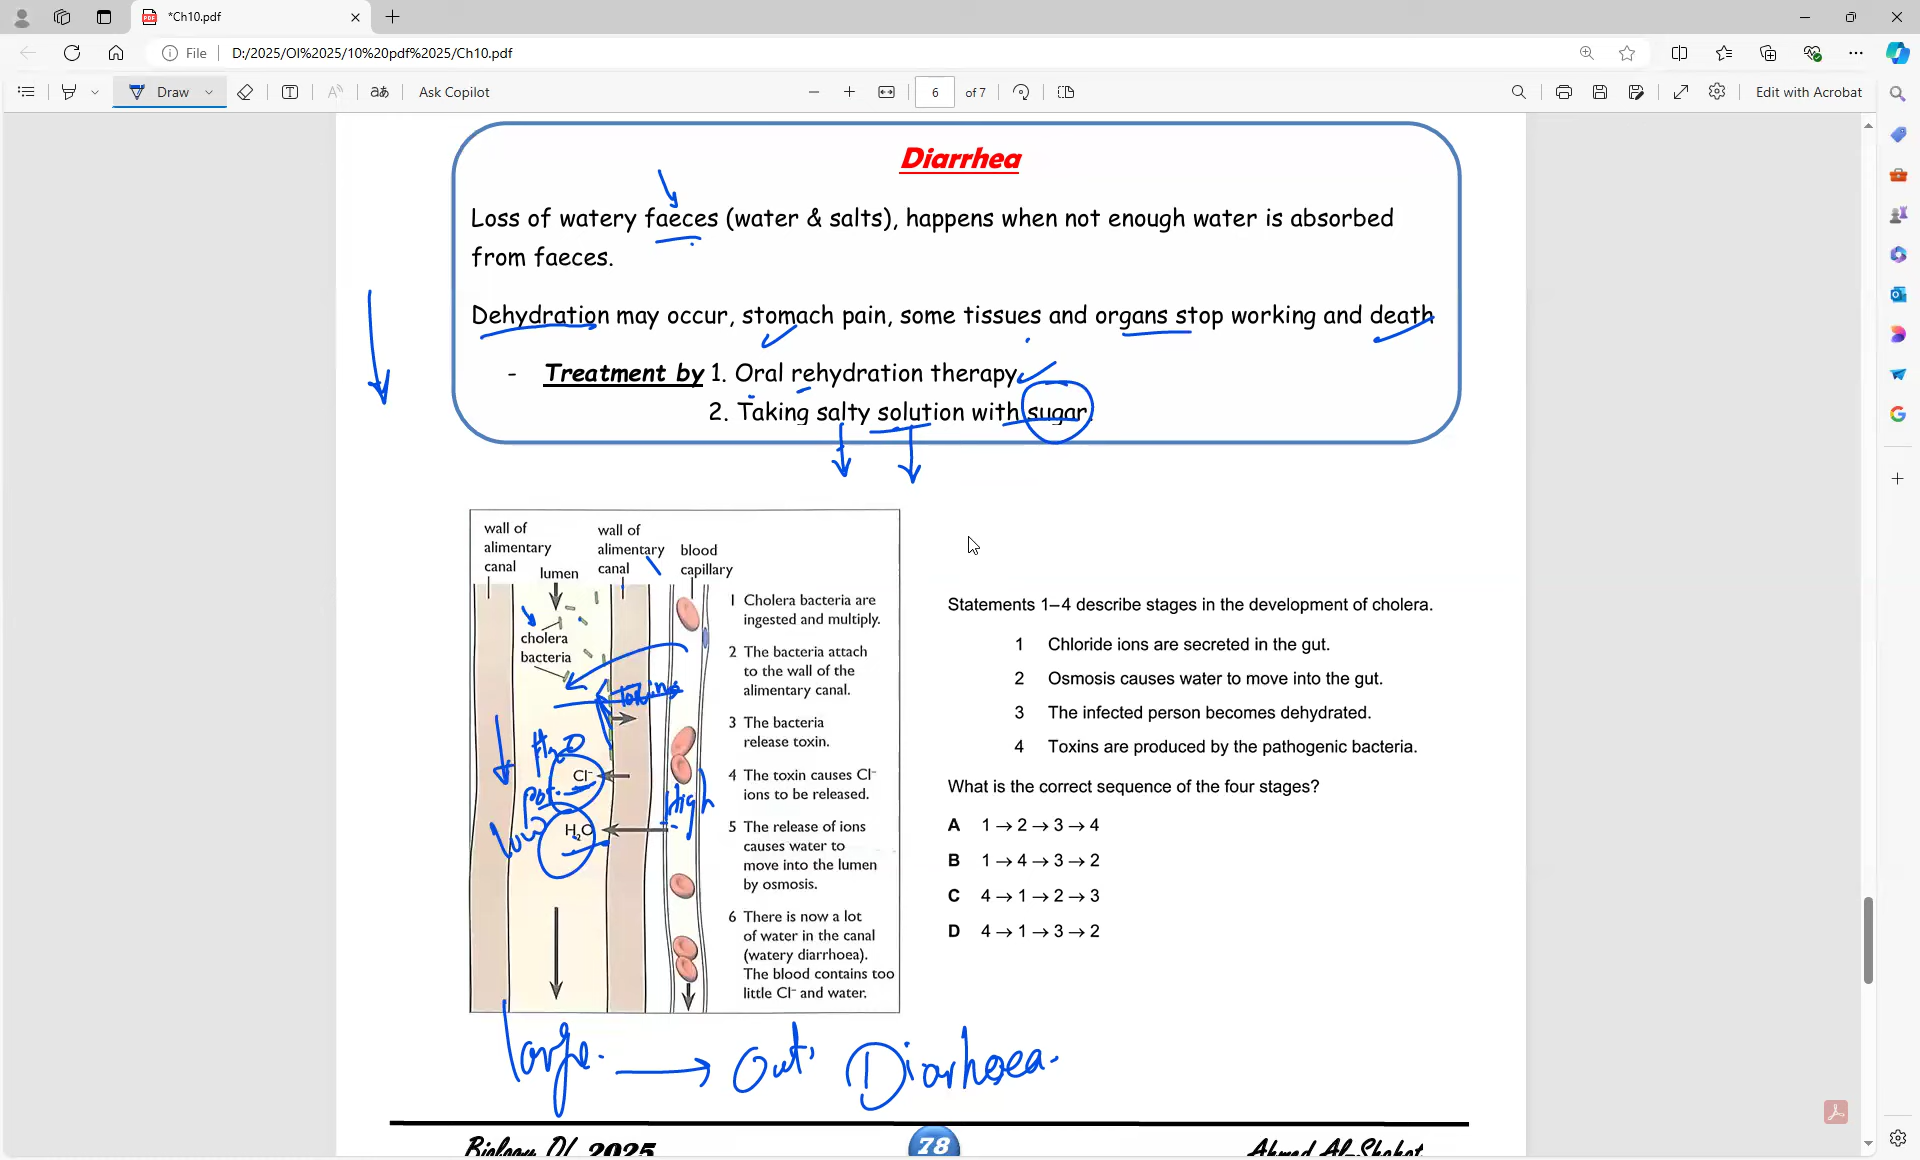 *Ch10.pdf
File
D:/2025/Ol%2025/10%20pdf%2025/Ch10.pdf
Draw
Ask Copilot
6
of 7
Edit with Acrobat
Diarrhea
Loss of watery faeces (water & salts), happens when not enough water is absorbed
from faeces.
Dehydration may occur, stomach pain, some tissues and organs stop working and death
- Treatment by 1. Oral rehydration therapy
2. Taking salty solution with sugar.
wall of
alimentary
canal
lumen
wall of
alimentary
canal
blood
capillary
cholera
bacteria
toxins
H₂O
pot.
low
Cl⁻
H₂O
High
1 Cholera bacteria are
ingested and multiply.
2 The bacteria attach
to the wall of the
alimentary canal.
3 The bacteria
release toxin.
4 The toxin causes Cl⁻
ions to be released.
5 The release of ions
causes water to
move into the lumen
by osmosis.
6 There is now a lot
of water in the canal
(watery diarrhoea).
The blood contains too
little Cl⁻ and water.
Statements 1–4 describe stages in the development of cholera.
1 Chloride ions are secreted in the gut.
2 Osmosis causes water to move into the gut.
3 The infected person becomes dehydrated.
4 Toxins are produced by the pathogenic bacteria.
What is the correct sequence of the four stages?
A 1 → 2 → 3 → 4
B 1 → 4 → 3 → 2
C 4 → 1 → 2 → 3
D 4 → 1 → 3 → 2
large. → Out. Diarhoea.
Biology OL 2025
78
Ahmed Al-Shahat